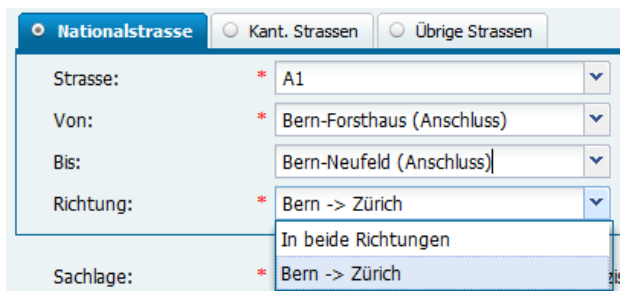 Nationalstrasse Kant. Strassen Übrige Strassen
Strasse: * A1
Von: * Bern-Forsthaus (Anschluss)
Bis: Bern-Neufeld (Anschluss)
Richtung: * Bern -> Zürich
In beide Richtungen
Sachlage: * Bern -> Zürich